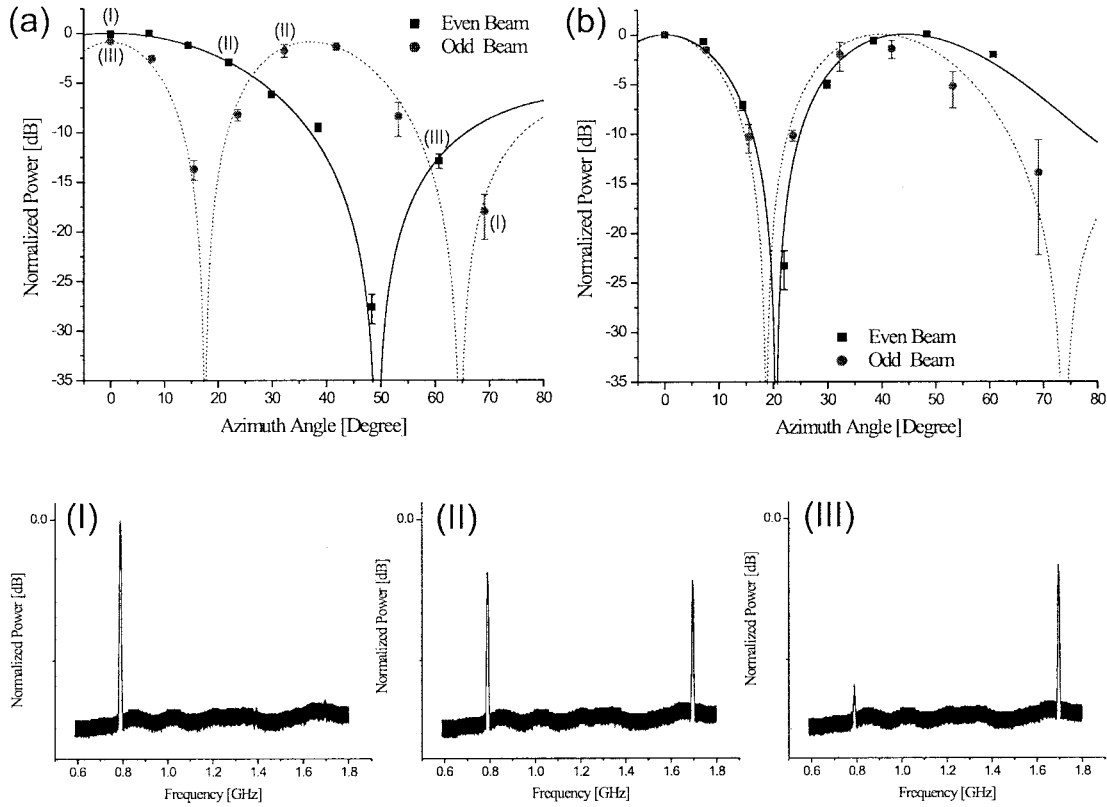 (a)
(I)
(II)
(II)
(III)
(III)
(I)
Even Beam
Odd Beam
0
-5
-10
-15
-20
-25
-30
-35
Normalized Power [dB]
0 10 20 30 40 50 60 70 80
Azimuth Angle [Degree]
(b)
Even Beam
Odd Beam
0
-5
-10
-15
-20
-25
-30
-35
Normalized Power [dB]
0 10 20 30 40 50 60 70 80
Azimuth Angle [Degree]
(I)
0.0
Normalized Power [dB]
0.6 0.8 1.0 1.2 1.4 1.6 1.8
Frequency [GHz]
(II)
0.0
Normalized Power [dB]
0.6 0.8 1.0 1.2 1.4 1.6 1.8
Frequency [GHz]
(III)
0.0
Normalized Power [dB]
0.6 0.8 1.0 1.2 1.4 1.6 1.8
Frequency [GHz]